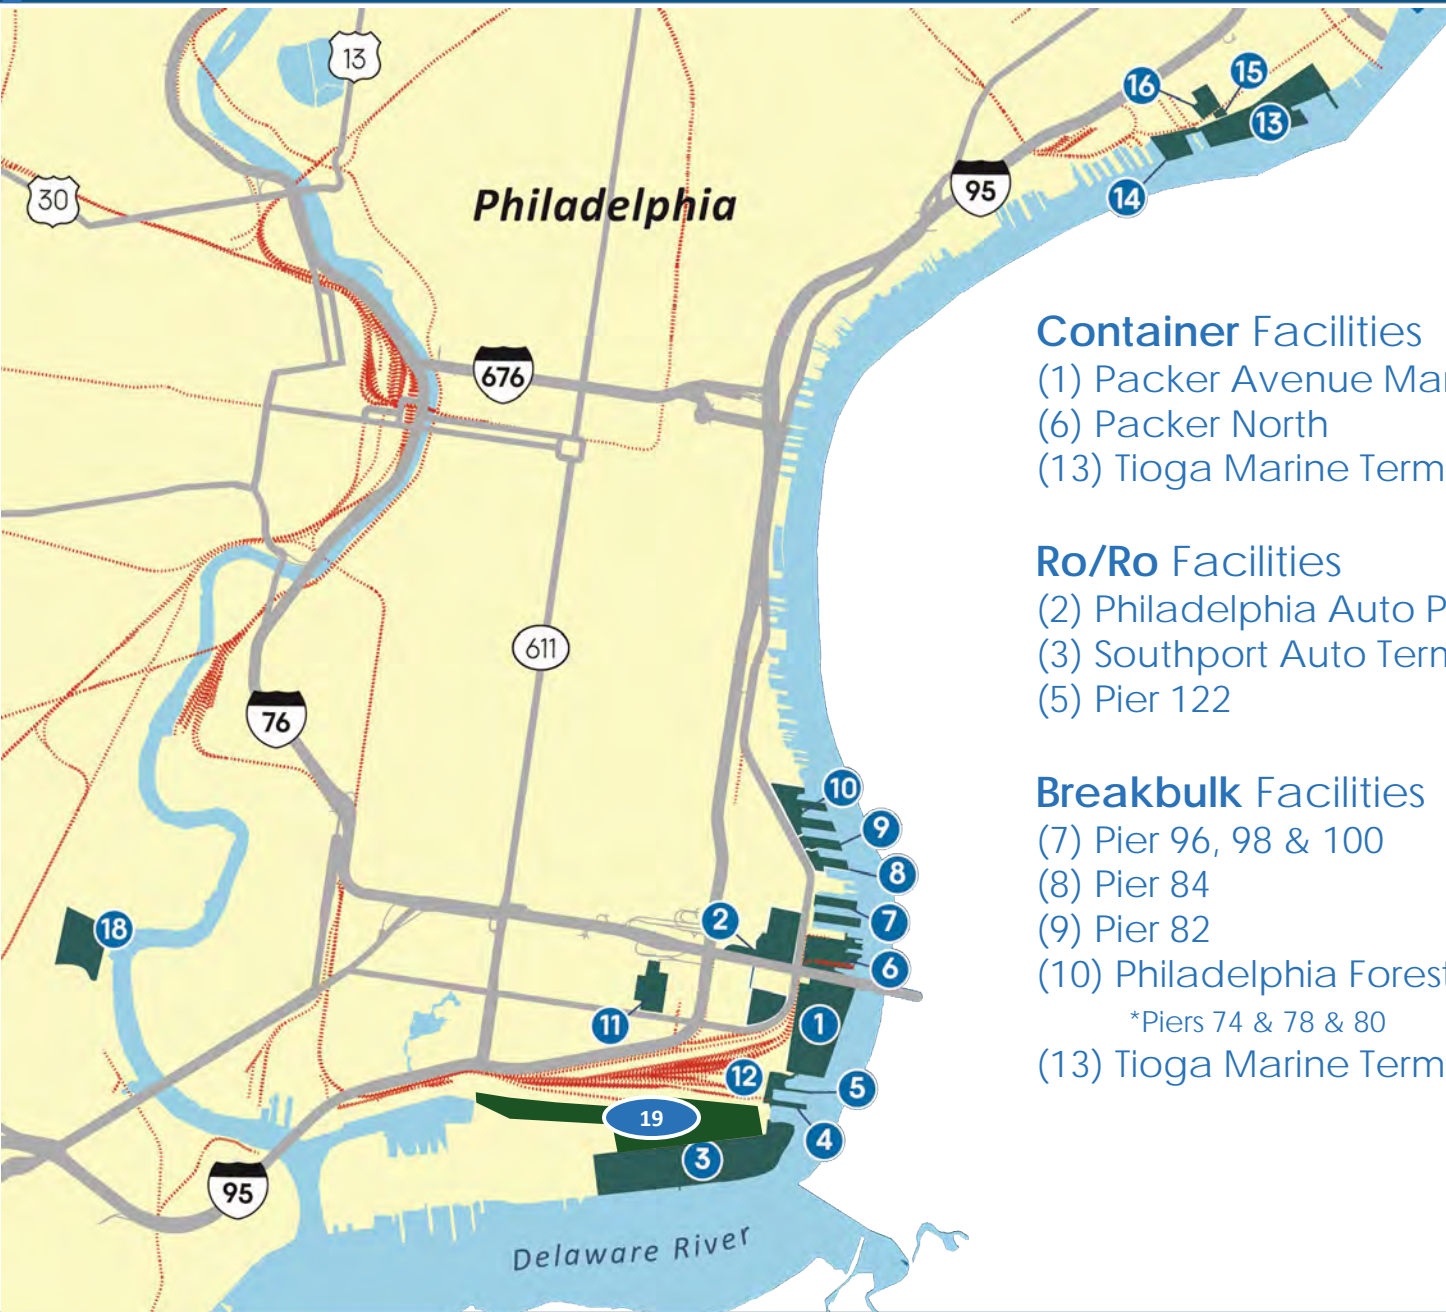 13
30
Philadelphia
95
16
15
13
14
676
611
76
10
9
8
7
6
2
18
11
1
12
5
19
4
3
95
Delaware River
Container Facilities
(1) Packer Avenue Mar
(6) Packer North
(13) Tioga Marine Term
Ro/Ro Facilities
(2) Philadelphia Auto P
(3) Southport Auto Term
(5) Pier 122
Breakbulk Facilities
(7) Pier 96, 98 & 100
(8) Pier 84
(9) Pier 82
(10) Philadelphia Forest
*Piers 74 & 78 & 80
(13) Tioga Marine Term